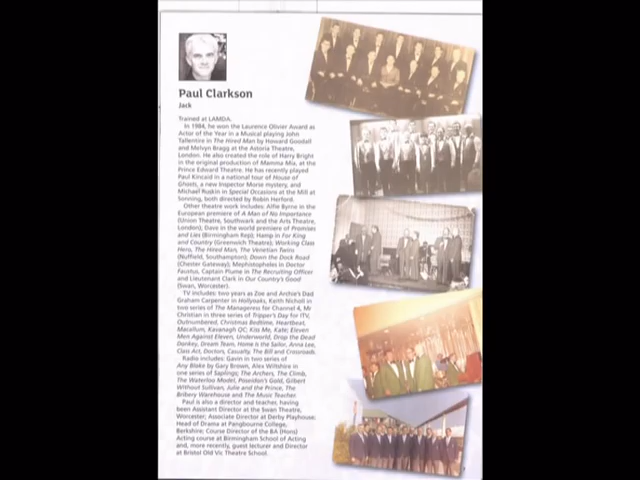 Paul Clarkson
Jack
Trained at LAMDA.
In 1984, he won the Laurence Olivier Award as
Actor of the Year in a Musical playing John
Tallentire in The Hired Man by Howard Goodall
and Melvyn Bragg at the Astoria Theatre,
London. He also created the role of Harry Bright
in the original production of Mamma Mia, at the
Prince Edward Theatre. He has recently played
Paul Kincaid in a national tour of House of
Ghosts, a new Inspector Morse mystery, and
Michael Ruskin in Special Occasions at the Mill at
Sonning, both directed by Robin Herford.
Other theatre work includes: Alfie Byrne in the
European premiere of A Man of No Importance
(Union Theatre, Southwark and the Arts Theatre,
London); Dave in the world premiere of Promises
and Lies (Birmingham Rep); Hamp in For King
and Country (Greenwich Theatre); Working Class
Hero, The Hired Man, The Venetian Twins
(Nuffield, Southampton); Down the Dock Road
(Chester Gateway); Mephistopheles in Doctor
Faustus, Captain Plume in The Recruiting Officer
and Lieutenant Clark in Our Country's Good
(Swan, Worcester).
TV includes: two years as Zoe and Archie's Dad
Graham Carpenter in Hollyoaks, Keith Nicholl in
two series of The Manageress for Channel 4, Mr
Christian in three series of Tripper's Day for ITV,
Outnumbered, Christmas Bedtime, Heartbeat,
Macallum, Kavanagh QC, Kiss Me, Kate; Eleven
Men Against Eleven, Underworld, Drop the Dead
Donkey, Dream Team, Home is the Sailor, Anna Lee,
Class Act, Doctors, Casualty, The Bill and Crossroads.
Radio includes: Gavin in two series of
Any Blake by Gary Brown, Alex Wiltshire in
one series of Saplings; The Archers, The Climb,
The Waterloo Model, Poseidon's Gold, Gilbert
Without Sullivan, Julie and the Prince, The
Bribery Warehouse and The Music Teacher.
Paul is also a director and teacher, having
been Assistant Director at the Swan Theatre,
Worcester; Associate Director at Derby Playhouse;
Head of Drama at Pangbourne College,
Berkshire; Course Director of the BA (Hons)
Acting course at Birmingham School of Acting
and, more recently, guest lecturer and Director
at Bristol Old Vic Theatre School.